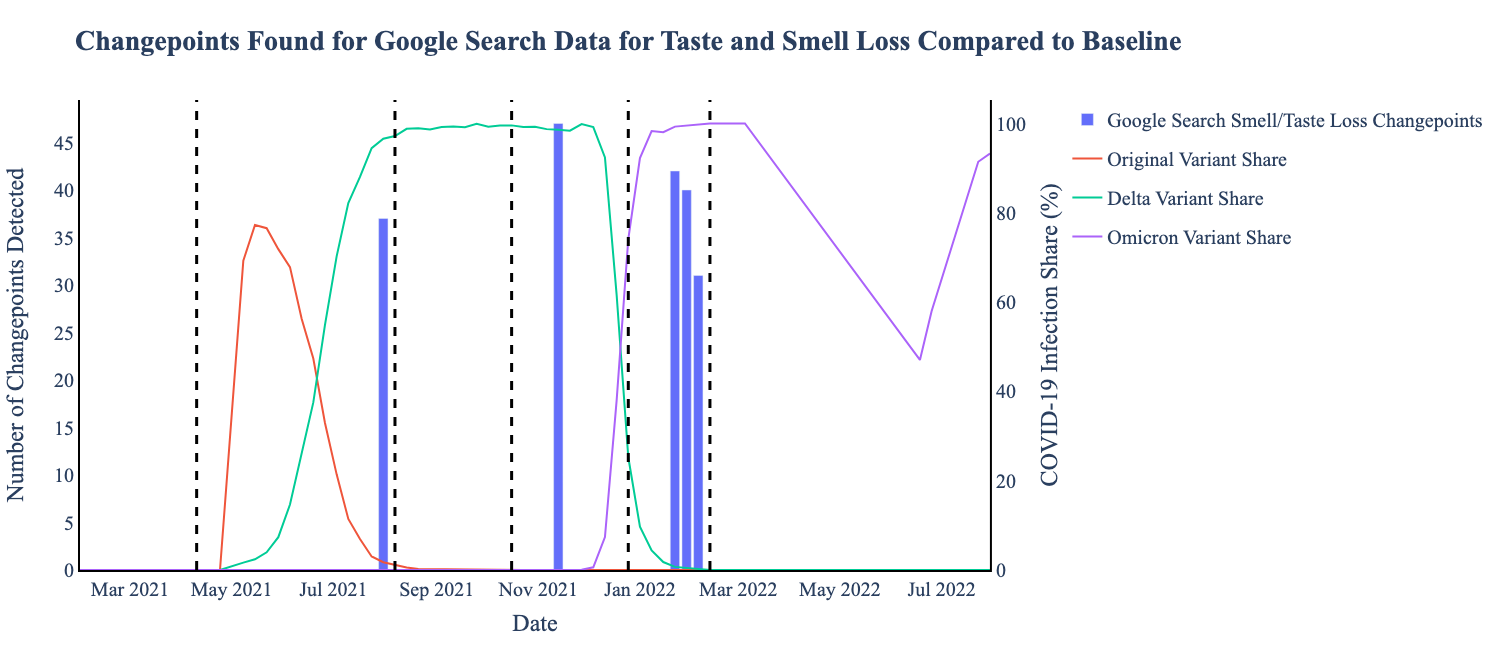 Changepoints Found for Google Search Data for Taste and Smell Loss Compared to Baseline
Number of Changepoints Detected
45
40
35
30
25
20
15
10
5
0
Mar 2021
May 2021
Jul 2021
Sep 2021
Nov 2021
Jan 2022
Mar 2022
May 2022
Jul 2022
Date
100
80
60
40
20
0
COVID-19 Infection Share (%)
Google Search Smell/Taste Loss Changepoints
Original Variant Share
Delta Variant Share
Omicron Variant Share